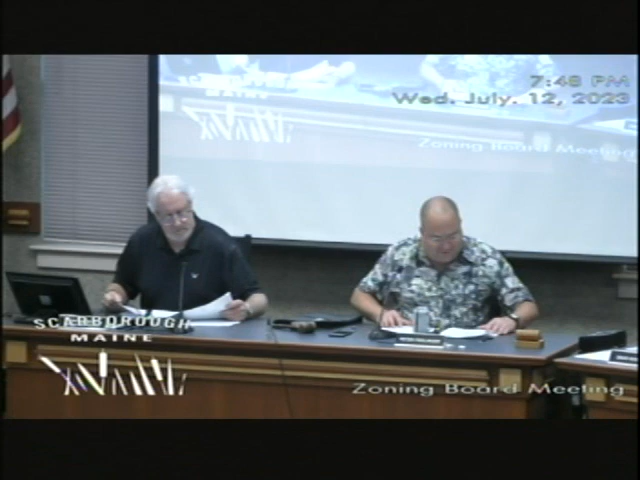 7:48 PM
Wed. July. 12, 2023
Zoning Board Meeting
SCARBOROUGH
MAINE
Zoning Board Meeting